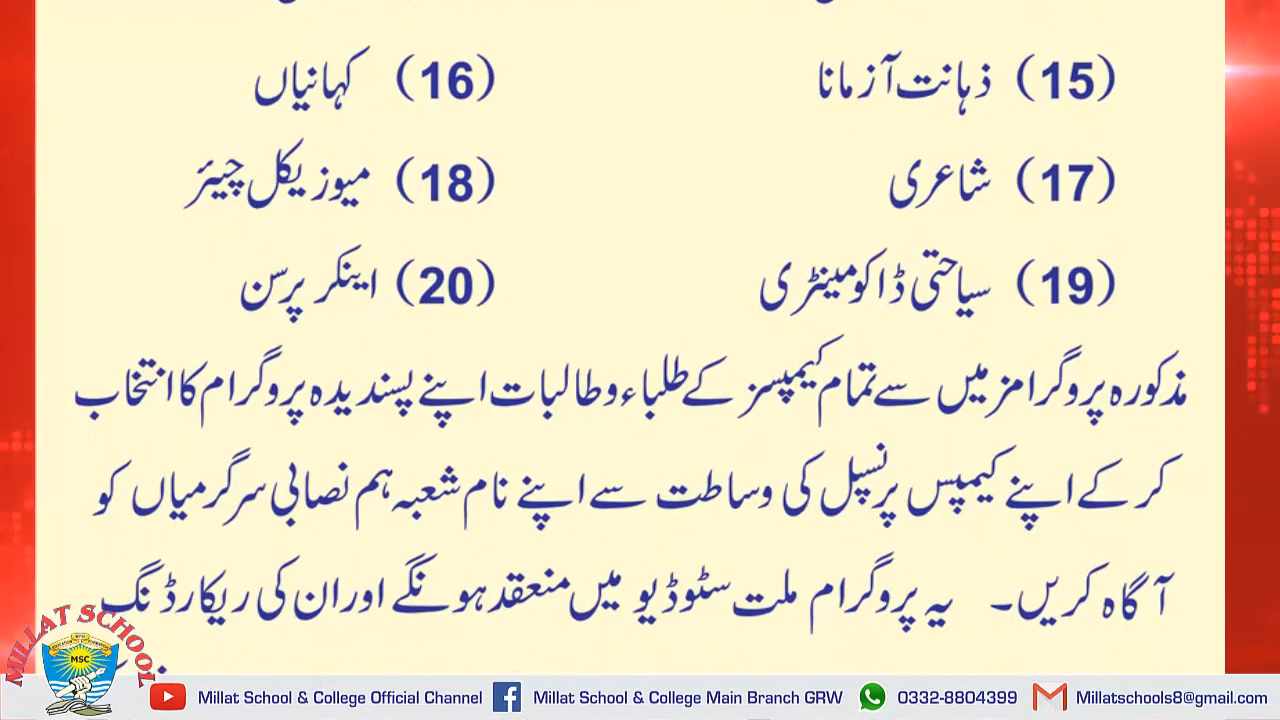 (15) ذہانت آزمانا (16) کہانیاں
(17) شاعری (18) میوزیکل چیئر
(19) سیاحتی ڈاکومینٹری (20) اینکر پرسن
مذکورہ پروگرامز میں سے تمام کیمپسز کے طلباء و طالبات اپنے پسندیدہ پروگرام کا انتخاب
کر کے اپنے کیمپس پرنسپل کی وساطت سے اپنے نام شعبہ ہم نصابی سرگرمیاں کو
آگاہ کریں۔ یہ پروگرام ملت سٹوڈیو میں منعقد ہونگے اور ان کی ریکارڈنگ
MILLAT SCHOOL
MSC
Millat School & College Official Channel Millat School & College Main Branch GRW 0332-8804399 Millatschools8@gmail.com